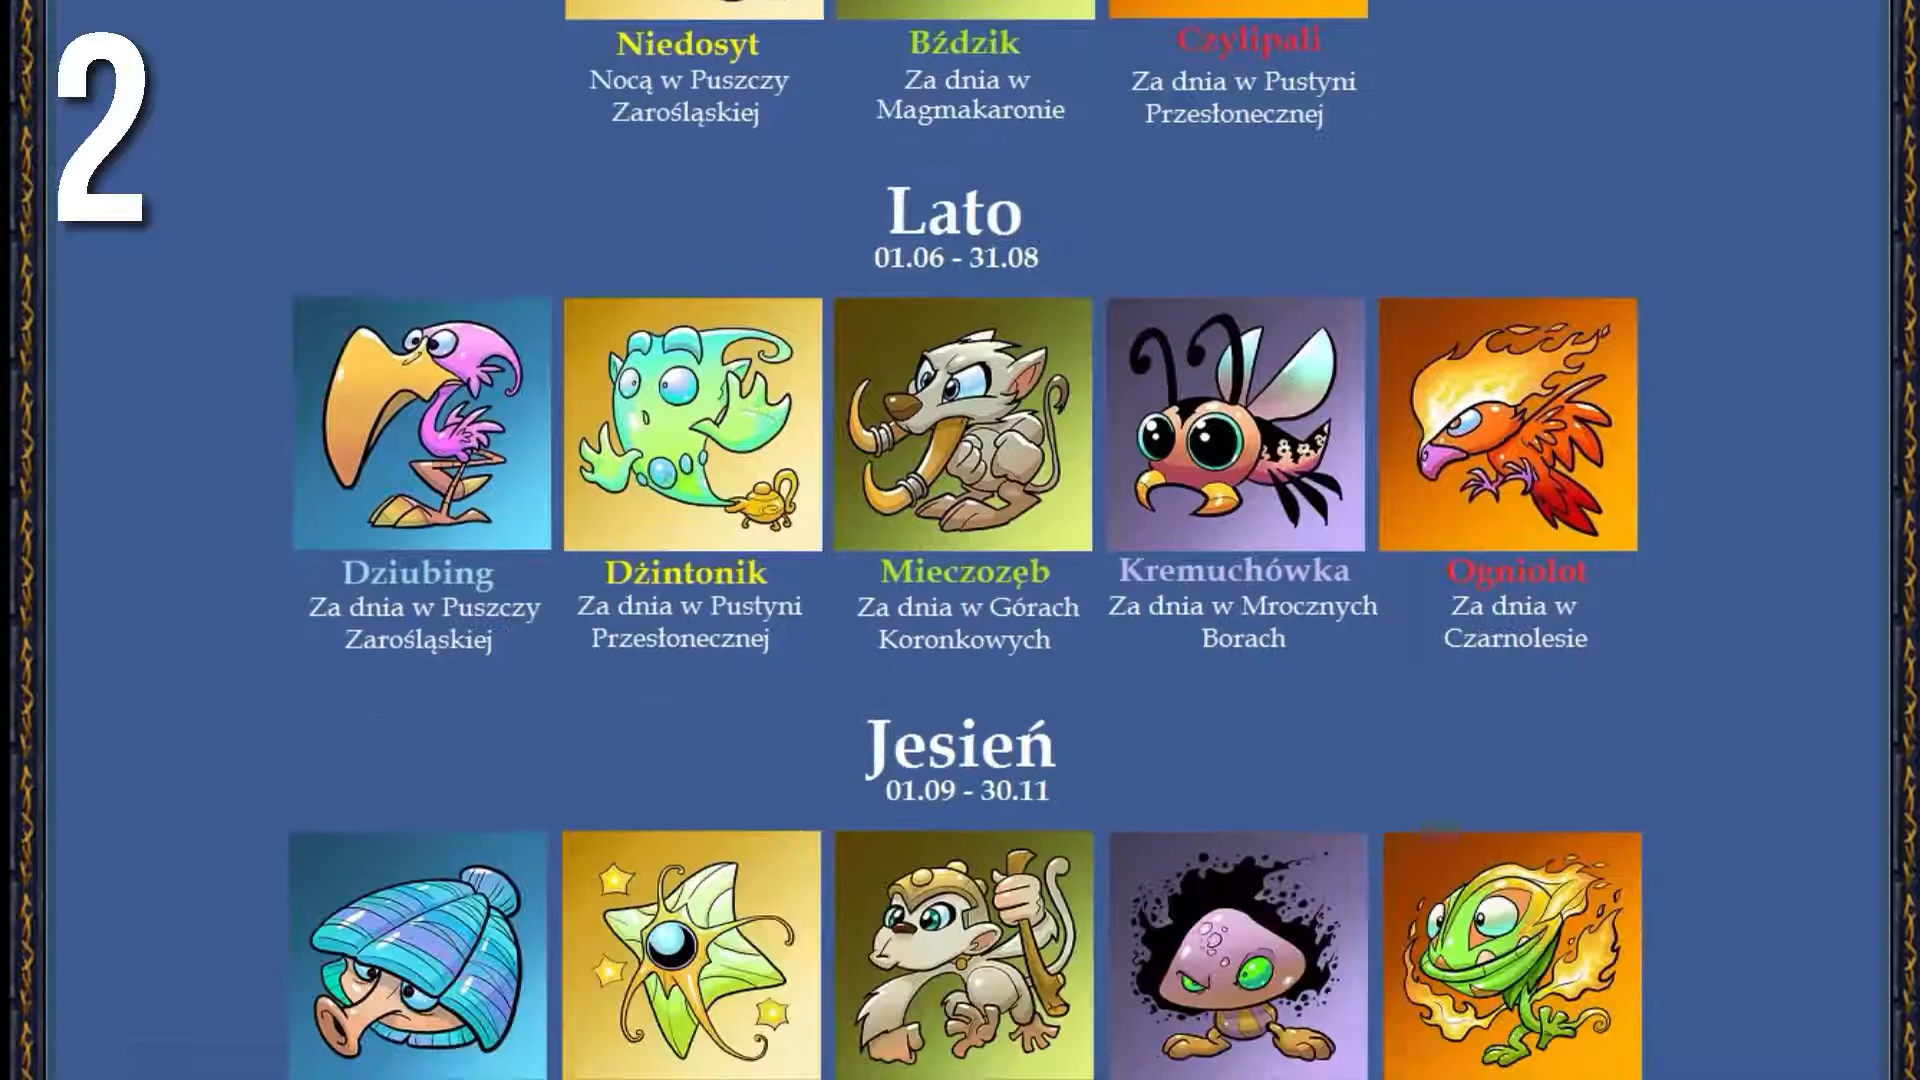 2
Niedosyt
Nocą w Puszczy
Zarośląskiej
Bździk
Za dnia w
Magmakaronie
Czylipali
Za dnia w Pustyni
Przesłonecznej
Lato
01.06 - 31.08
Dziubing
Za dnia w Puszczy
Zarośląskiej
Dżintonik
Za dnia w Pustyni
Przesłonecznej
Mieczozęb
Za dnia w Górach
Koronkowych
Kremuchówka
Za dnia w Mrocznych
Borach
Ogniolot
Za dnia w
Czarnolesie
Jesień
01.09 - 30.11